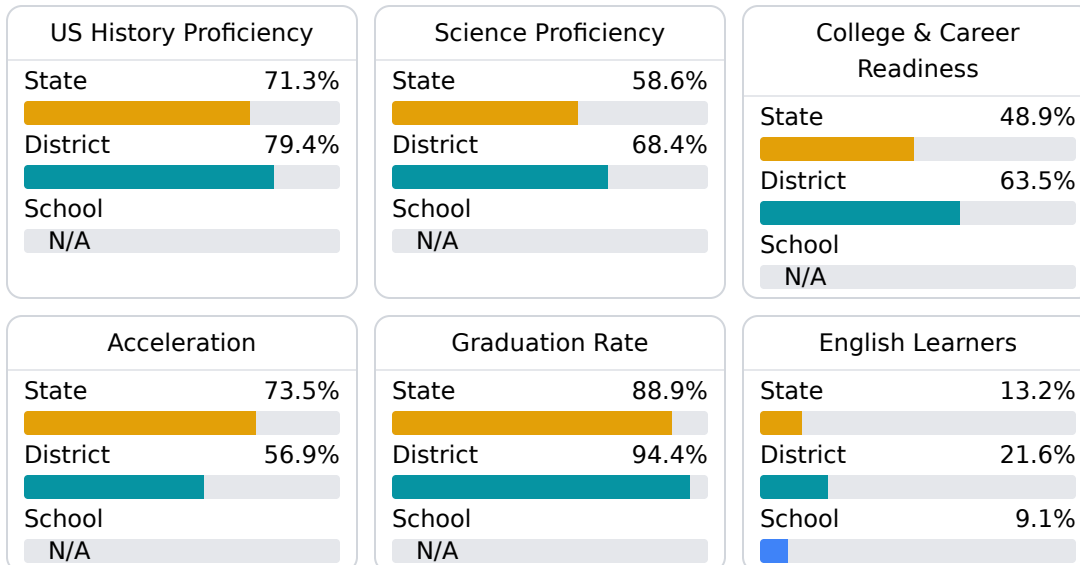 US History Proficiency
State 71.3%
District 79.4%
School
N/A
Science Proficiency
State 58.6%
District 68.4%
School
N/A
College & Career
Readiness
State 48.9%
District 63.5%
School
N/A
Acceleration
State 73.5%
District 56.9%
School
N/A
Graduation Rate
State 88.9%
District 94.4%
School
N/A
English Learners
State 13.2%
District 21.6%
School 9.1%